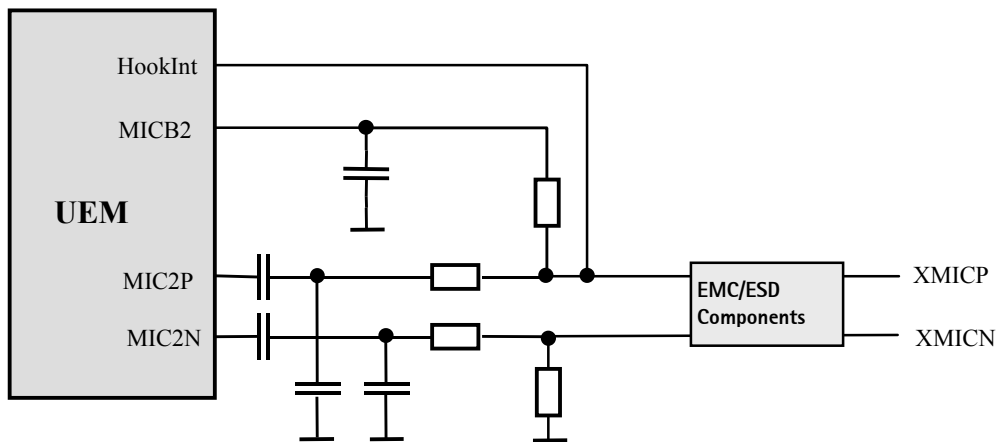 HookInt
MICB2
UEM
MIC2P
MIC2N
EMC/ESD
Components
XMICP
XMICN